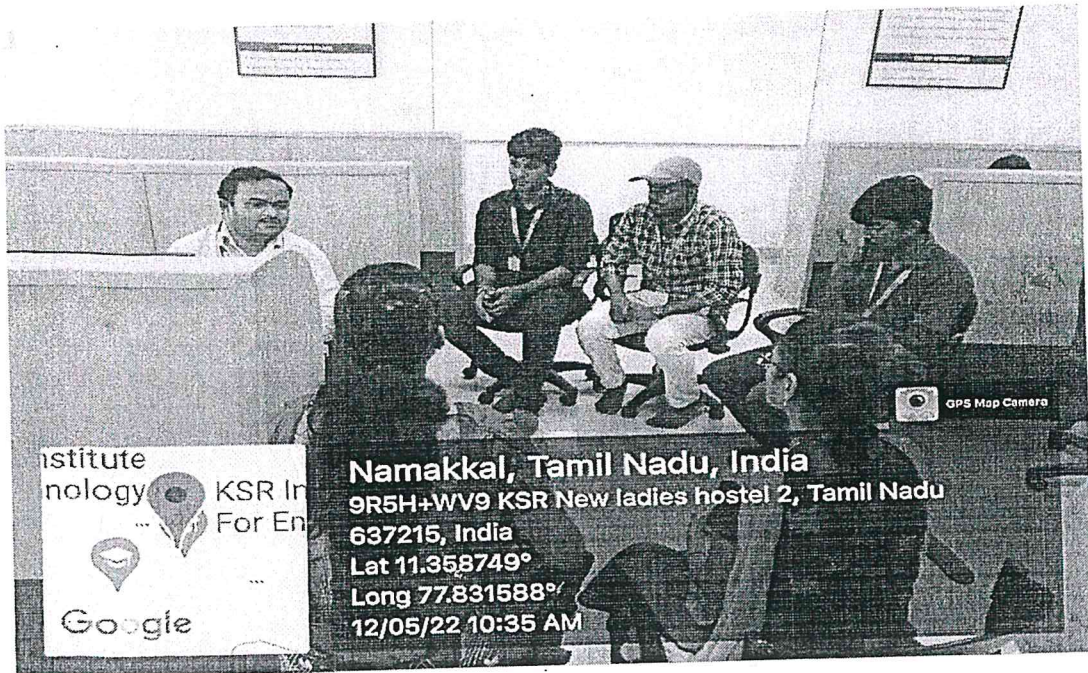 GPS Map Camera
nstitute
nology
KSR In
For En
Google
Namakkal, Tamil Nadu, India
9R5H+WV9 KSR New ladies hostel 2, Tamil Nadu
637215, India
Lat 11.358749°
Long 77.831588°
12/05/22 10:35 AM